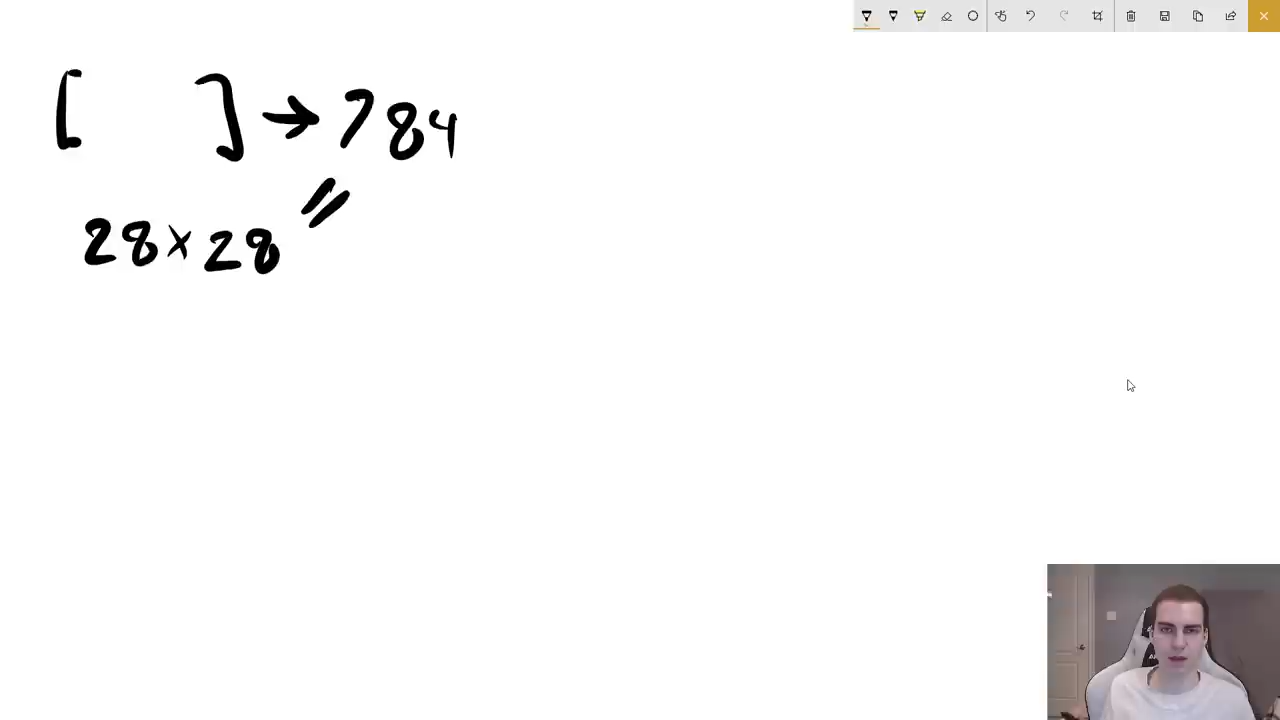 [ ] → 784
28 × 28